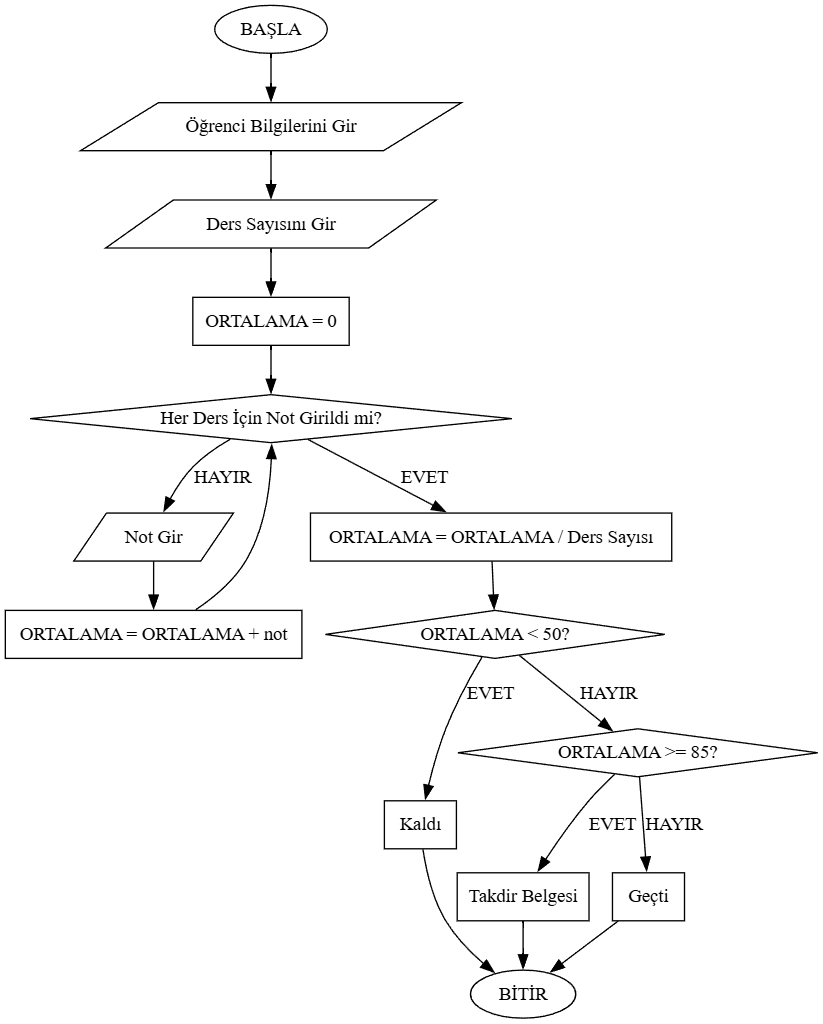 BAŞLA
Öğrenci Bilgilerini Gir
Ders Sayısını Gir
ORTALAMA = 0
Her Ders İçin Not Girildi mi?
HAYIR
EVET
Not Gir
ORTALAMA = ORTALAMA / Ders Sayısı
ORTALAMA = ORTALAMA + not
ORTALAMA < 50?
EVET
HAYIR
ORTALAMA >= 85?
Kaldı
EVET
HAYIR
Takdir Belgesi
Geçti
BİTİR